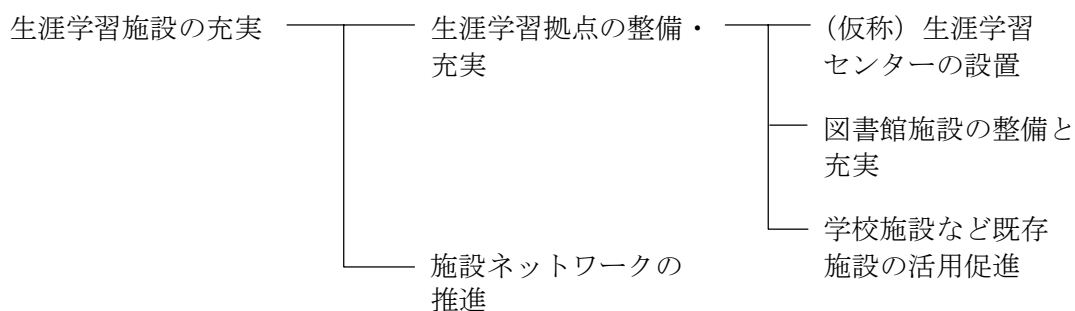 生涯学習施設の充実
生涯学習拠点の整備・
充実
（仮称）生涯学習
センターの設置
図書館施設の整備と
充実
学校施設など既存
施設の活用促進
施設ネットワークの
推進